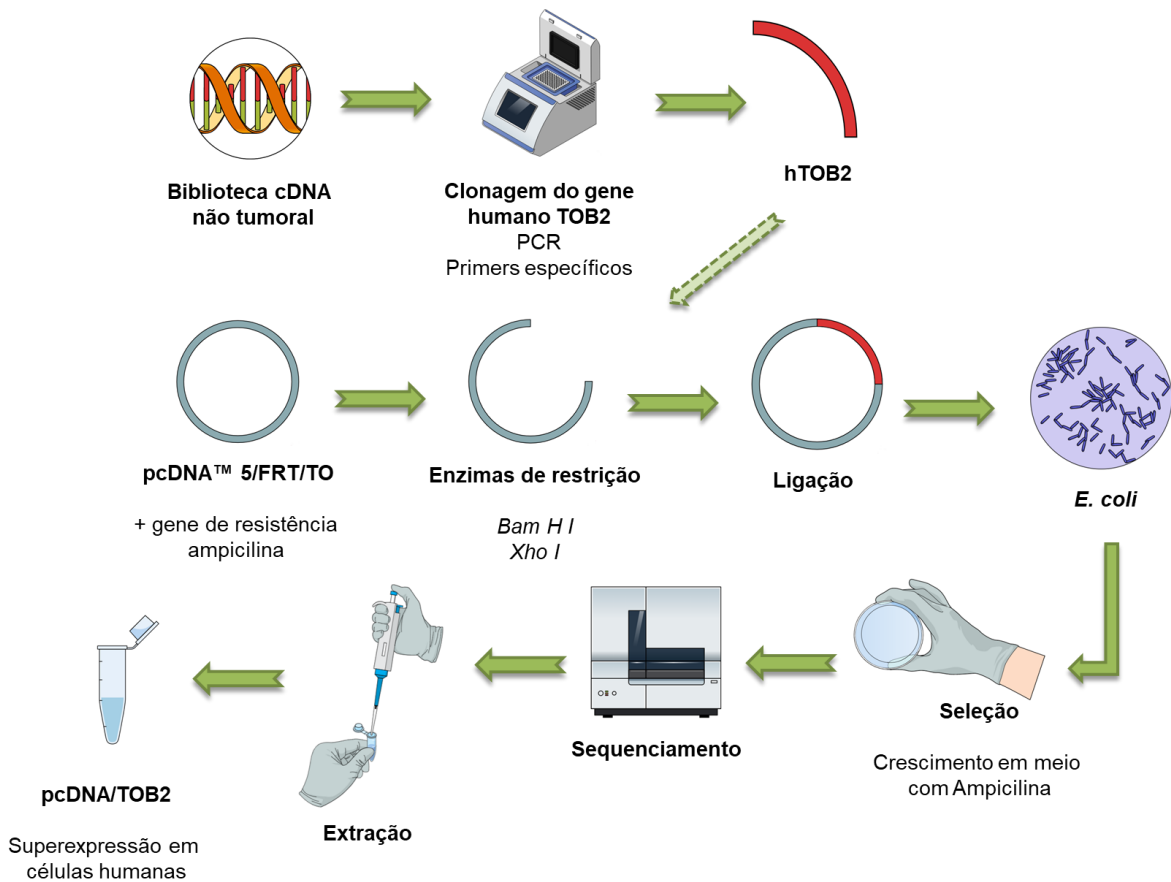 Biblioteca cDNA
não tumoral
Clonagem do gene
humano TOB2
PCR
Primers específicos
hTOB2
pcDNA™ 5/FRT/TO
+ gene de resistência
ampicilina
Enzimas de restrição
Bam H I
Xho I
Ligação
E. coli
Seleção
Crescimento em meio
com Ampicilina
Sequenciamento
Extração
pcDNA/TOB2
Superexpressão em
células humanas